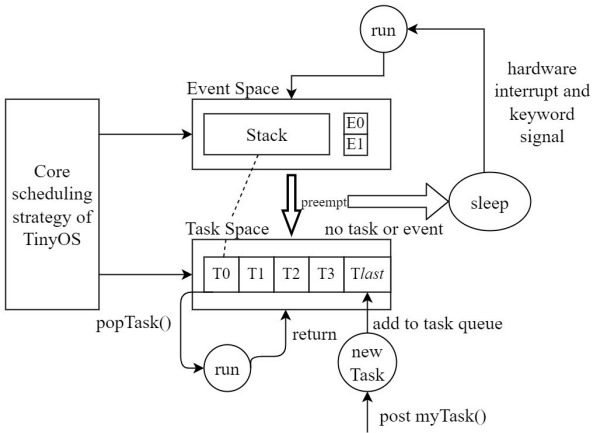 run
hardware
interrupt and
keyword
signal
Event Space
Stack
E0
E1
Core
scheduling
strategy of
TinyOS
preempt
sleep
Task Space
no task or event
T0 T1 T2 T3 Tlast
popTask()
return
add to task queue
run
new
Task
post myTask()